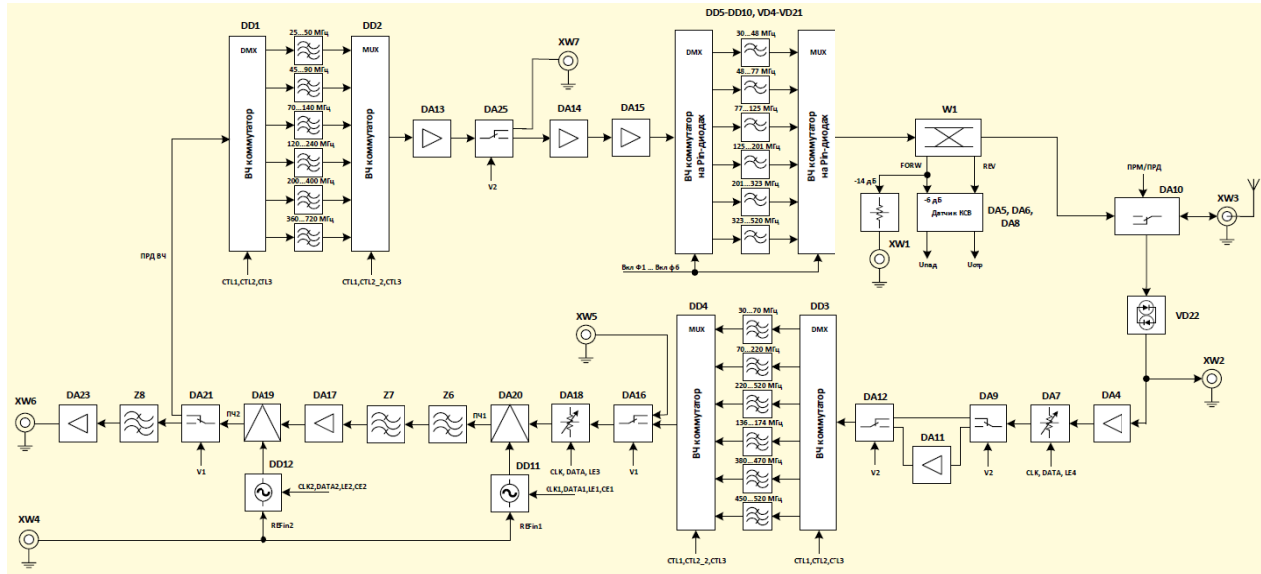 DD1
DD2
DD5-DD10, VD4-VD21
25...50 МГц
45...90 МГц
70...140 МГц
120...240 МГц
200...400 МГц
360...720 МГц
DMX
ВЧ коммутатор
MUX
ВЧ коммутатор
CTL1,CTL2,CTL3
CTL1,CTL2_2,CTL3
ПРД ВЧ
DA13
DA25
V2
XW7
DA14
DA15
DMX
ВЧ коммутатор
на Pin-диодах
30...48 МГц
48...77 МГц
77...125 МГц
125...201 МГц
201...323 МГц
323...520 МГц
MUX
ВЧ коммутатор
на Pin-диодах
Вкл Ф1 ... Вкл ф6
W1
FORW
REV
-14 дБ
-6 дБ
Датчик КСВ
DA5, DA6,
DA8
XW1
Uпад
Uотр
ПРМ/ПРД
DA10
XW3
VD22
XW2
XW5
DD4
DD3
MUX
ВЧ коммутатор
30...70 МГц
70...220 МГц
220...520 МГц
136...174 МГц
380...470 МГц
450...520 МГц
DMX
ВЧ коммутатор
CTL1,CTL2_2,CTL3
CTL1,CTL2,CTL3
XW6
DA23
Z8
DA21
V1
ПЧ2
DA19
DA17
Z7
Z6
ПЧ1
DA20
DA18
CLK, DATA, LE3
DA16
V1
DA12
V2
DA11
DA9
V2
DA7
CLK, DATA, LE4
DA4
DD12
CLK2,DATA2,LE2,CE2
REFin2
DD11
CLK1,DATA1,LE1,CE1
REFin1
XW4